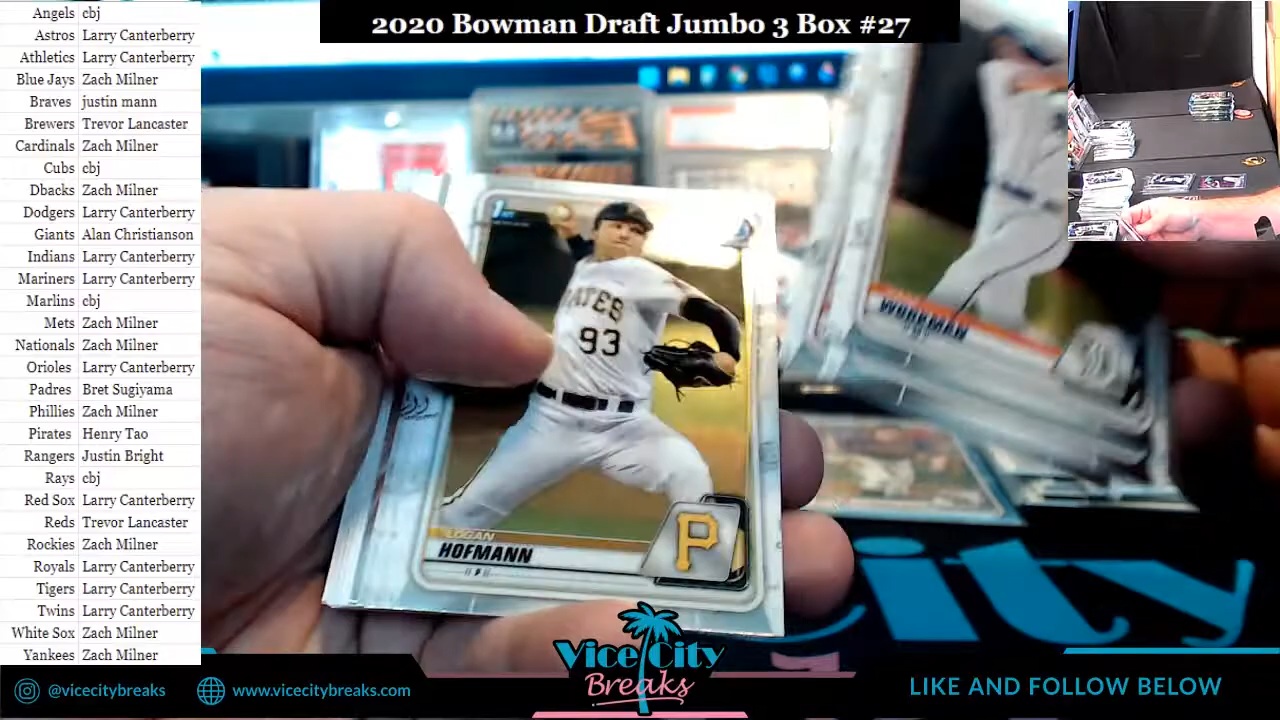 2020 Bowman Draft Jumbo 3 Box #27
Angels cbj
Astros Larry Canterberry
Athletics Larry Canterberry
Blue Jays Zach Milner
Braves justin mann
Brewers Trevor Lancaster
Cardinals Zach Milner
Cubs cbj
Dbacks Zach Milner
Dodgers Larry Canterberry
Giants Alan Christianson
Indians Larry Canterberry
Mariners Larry Canterberry
Marlins cbj
Mets Zach Milner
Nationals Zach Milner
Orioles Larry Canterberry
Padres Bret Sugiyama
Phillies Zach Milner
Pirates Henry Tao
Rangers Justin Bright
Rays cbj
Red Sox Larry Canterberry
Reds Trevor Lancaster
Rockies Zach Milner
Royals Larry Canterberry
Tigers Larry Canterberry
Twins Larry Canterberry
White Sox Zach Milner
Yankees Zach Milner
WORKMAN
93
LOGAN
HOFMANN
P
city
Vice City
Breaks
@vicecitybreaks
www.vicecitybreaks.com
LIKE AND FOLLOW BELOW